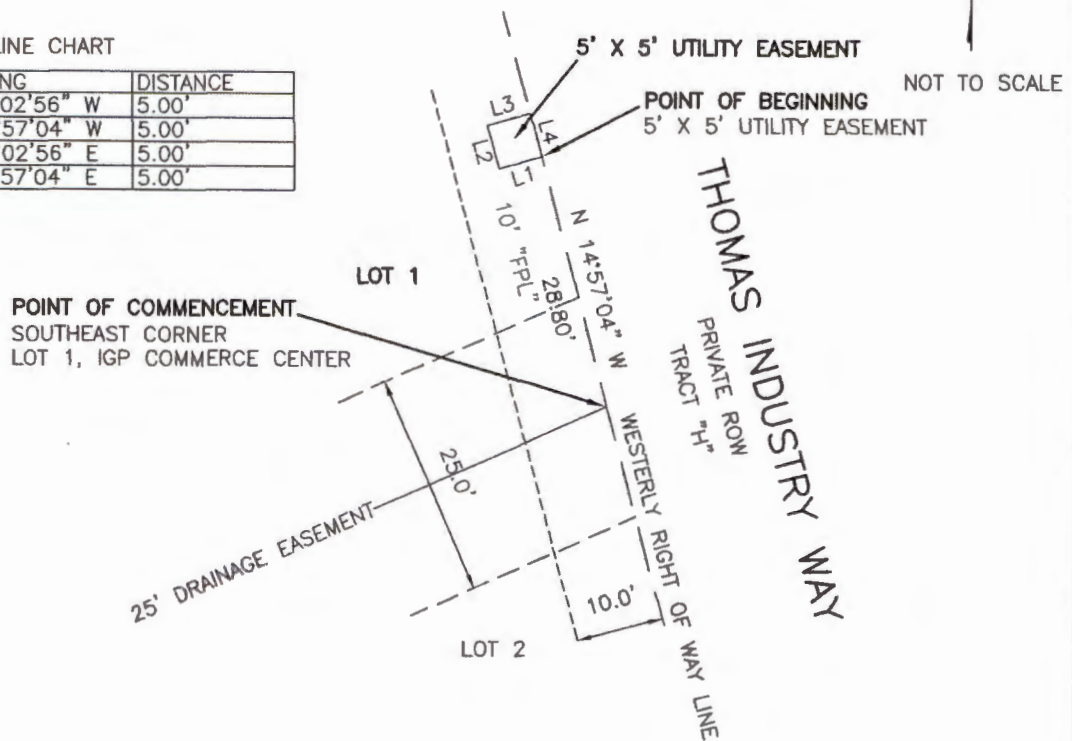 LINE CHART
NG DISTANCE
02'56" W 5.00'
57'04" W 5.00'
02'56" E 5.00'
57'04" E 5.00'
5' X 5' UTILITY EASEMENT
NOT TO SCALE
POINT OF BEGINNING
5' X 5' UTILITY EASEMENT
L3
L4
L2
L1
N 14°57'04" W
28.80'
10' "FPL"
LOT 1
POINT OF COMMENCEMENT
SOUTHEAST CORNER
LOT 1, IGP COMMERCE CENTER
THOMAS INDUSTRY WAY
PRIVATE ROW
TRACT "H"
25.0'
25' DRAINAGE EASEMENT
WESTERLY RIGHT OF WAY LINE
10.0'
LOT 2